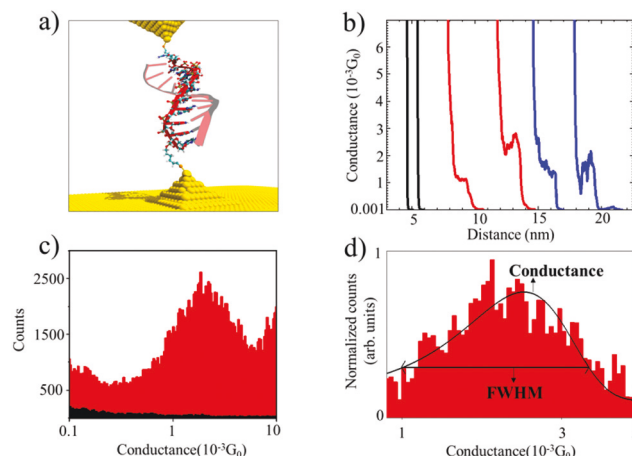 a)
b)
Conductance (10⁻³G₀)
6
5
4
3
2
1
0.001
5
10
15
20
Distance (nm)
c)
Counts
2500
1500
500
0.1
1
10
Conductance(10⁻³G₀)
d)
Normalized counts
(arb. units)
1
0
Conductance
FWHM
1
3
Conductance(10⁻³G₀)